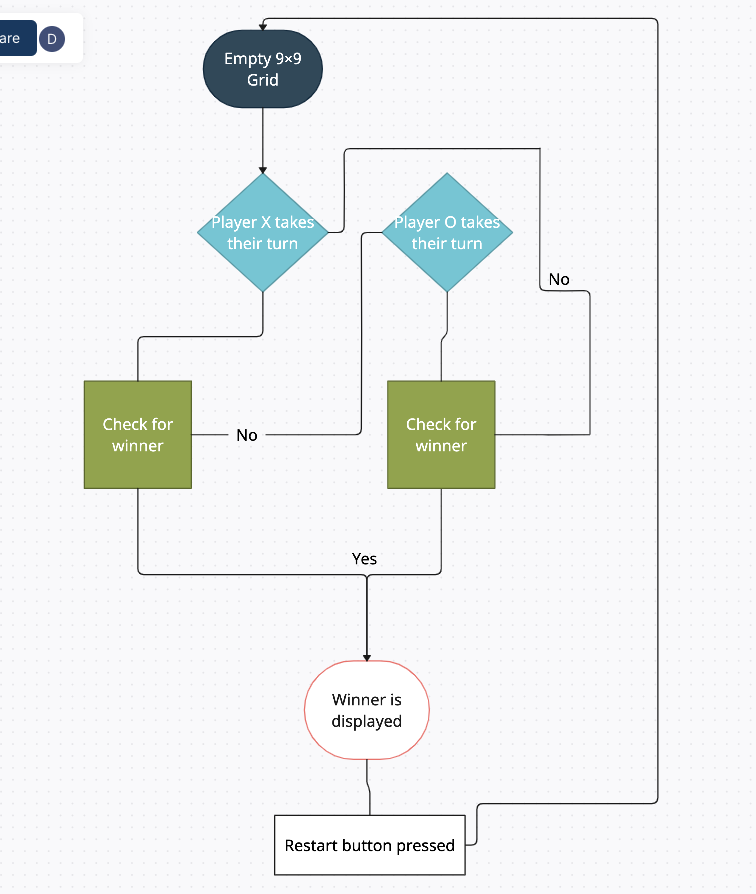 are
D
Empty 9×9
Grid
Player X takes
their turn
Player O takes
their turn
No
Check for
winner
No
Check for
winner
Yes
Winner is
displayed
Restart button pressed